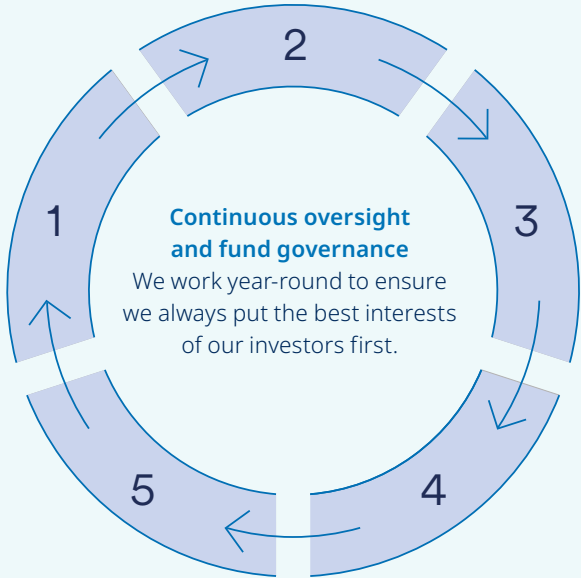 2
1
3
Continuous oversight
and fund governance
We work year-round to ensure
we always put the best interests
of our investors first.
5
4